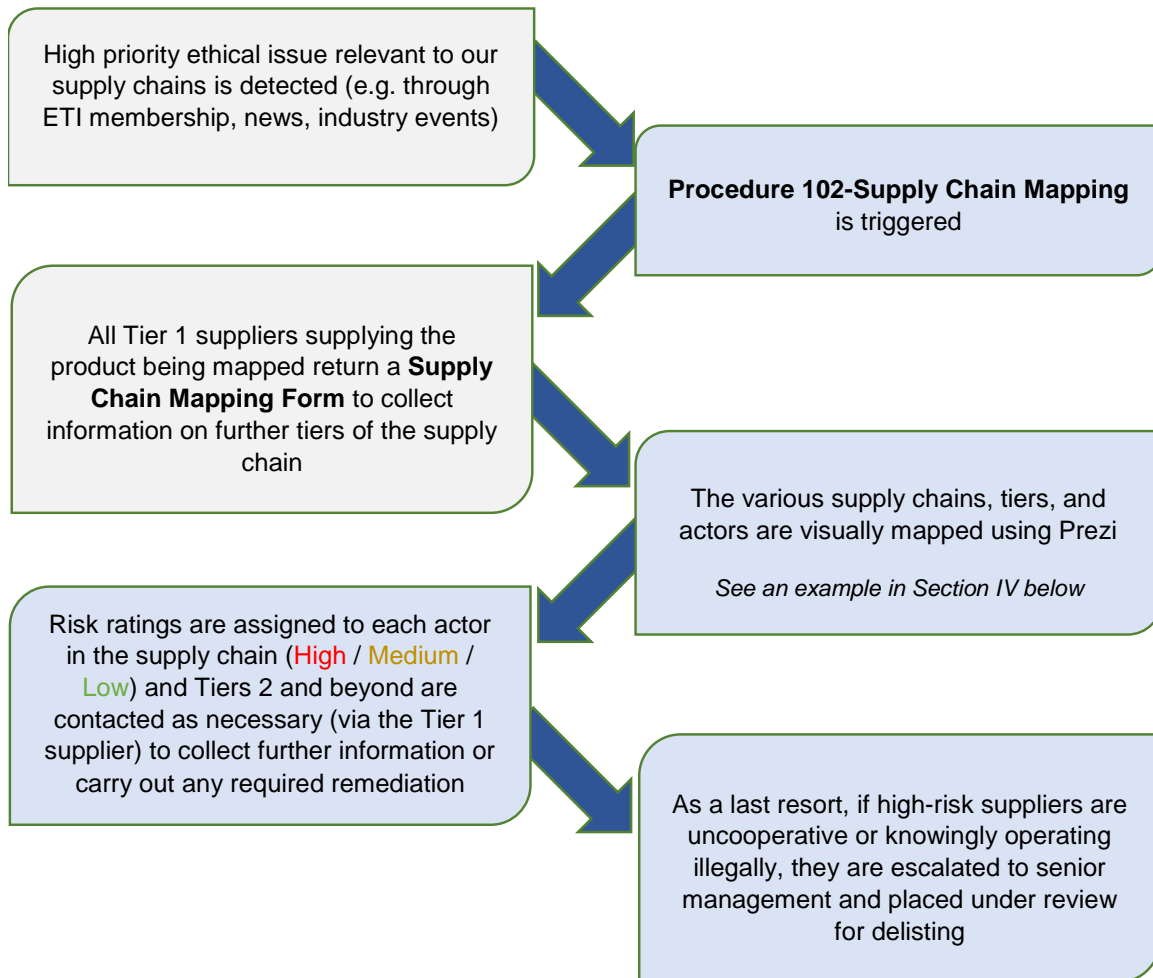 High priority ethical issue relevant to our
supply chains is detected (e.g. through
ETI membership, news, industry events)
Procedure 102-Supply Chain Mapping
is triggered
All Tier 1 suppliers supplying the
product being mapped return a Supply
Chain Mapping Form to collect
information on further tiers of the supply
chain
The various supply chains, tiers, and
actors are visually mapped using Prezi
See an example in Section IV below
Risk ratings are assigned to each actor
in the supply chain (High / Medium /
Low) and Tiers 2 and beyond are
contacted as necessary (via the Tier 1
supplier) to collect further information or
carry out any required remediation
As a last resort, if high-risk suppliers are
uncooperative or knowingly operating
illegally, they are escalated to senior
management and placed under review
for delisting